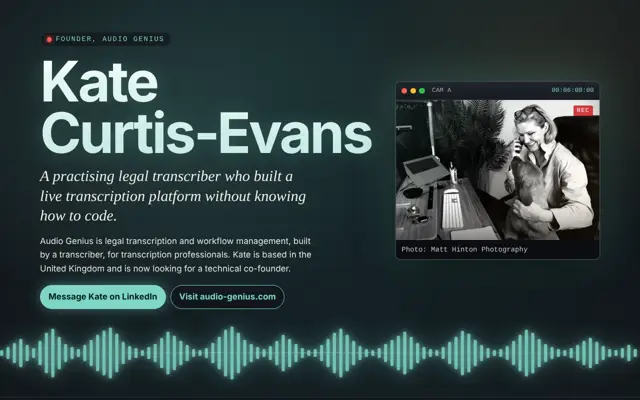 FOUNDER, AUDIO GENIUS
Kate
Curtis-Evans
A practising legal transcriber who built a
live transcription platform without knowing
how to code.
Audio Genius is legal transcription and workflow management, built
by a transcriber, for transcription professionals. Kate is based in the
United Kingdom and is now looking for a technical co-founder.
Message Kate on LinkedIn
Visit audio-genius.com
CAM A
00:06:00:00
REC
Photo: Matt Hinton Photography